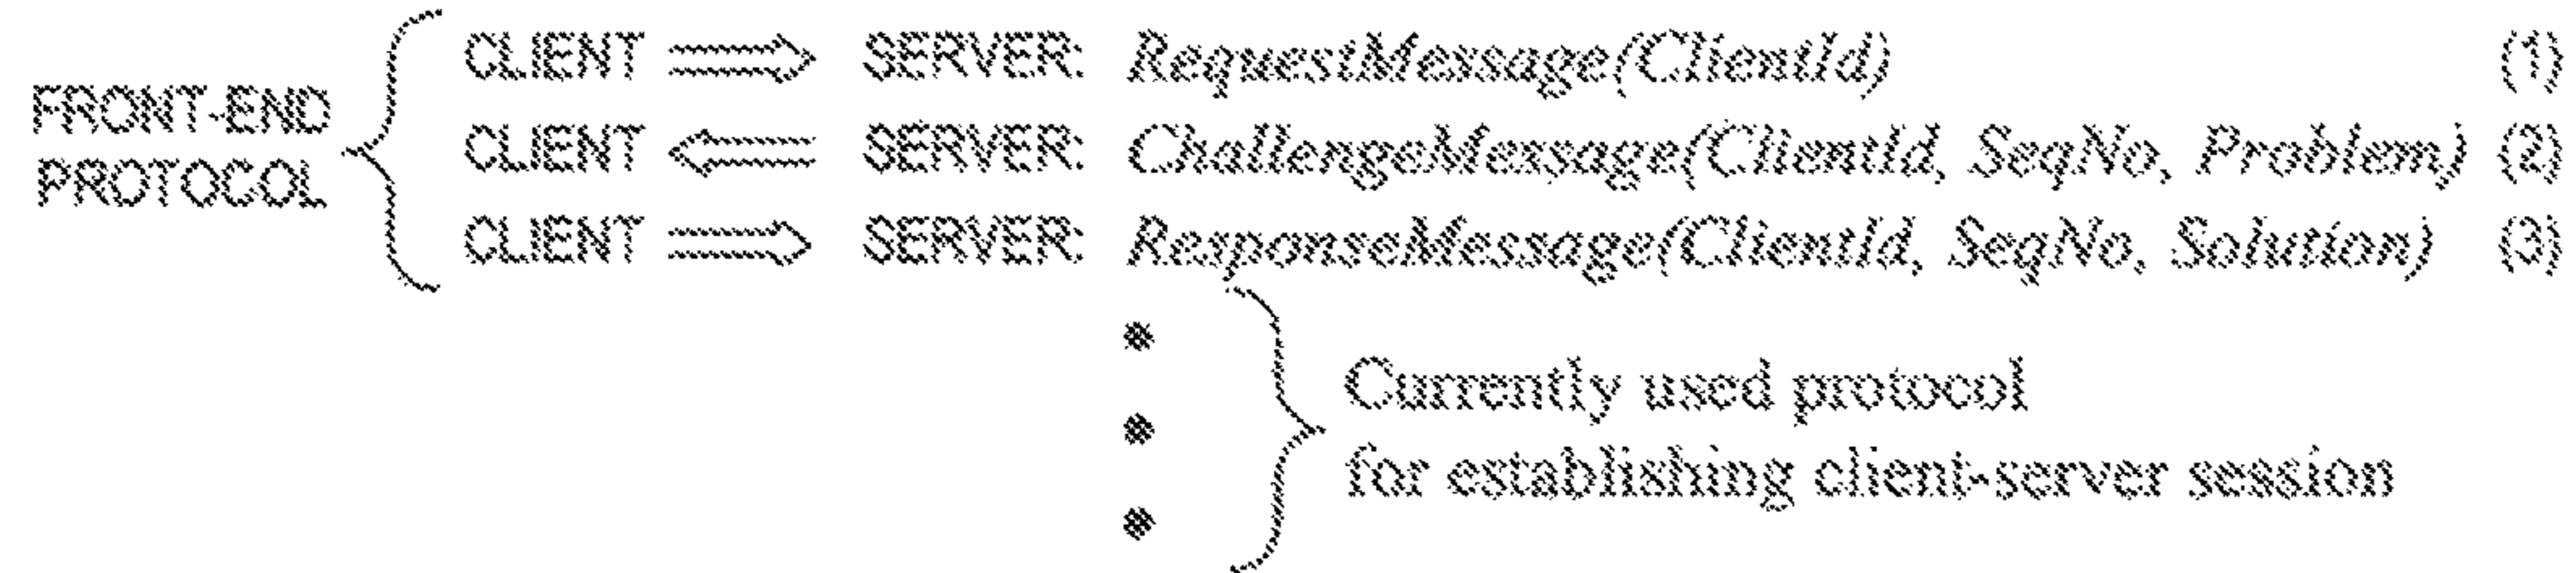 FRONT-END
PROTOCOL
CLIENT ⟹ SERVER: RequestMessage(ClientId) (1)
CLIENT ⟸ SERVER: ChallengeMessage(ClientId, SeqNo, Problem) (2)
CLIENT ⟹ SERVER: ResponseMessage(ClientId, SeqNo, Solution) (3)
Currently used protocol
for establishing client-server session